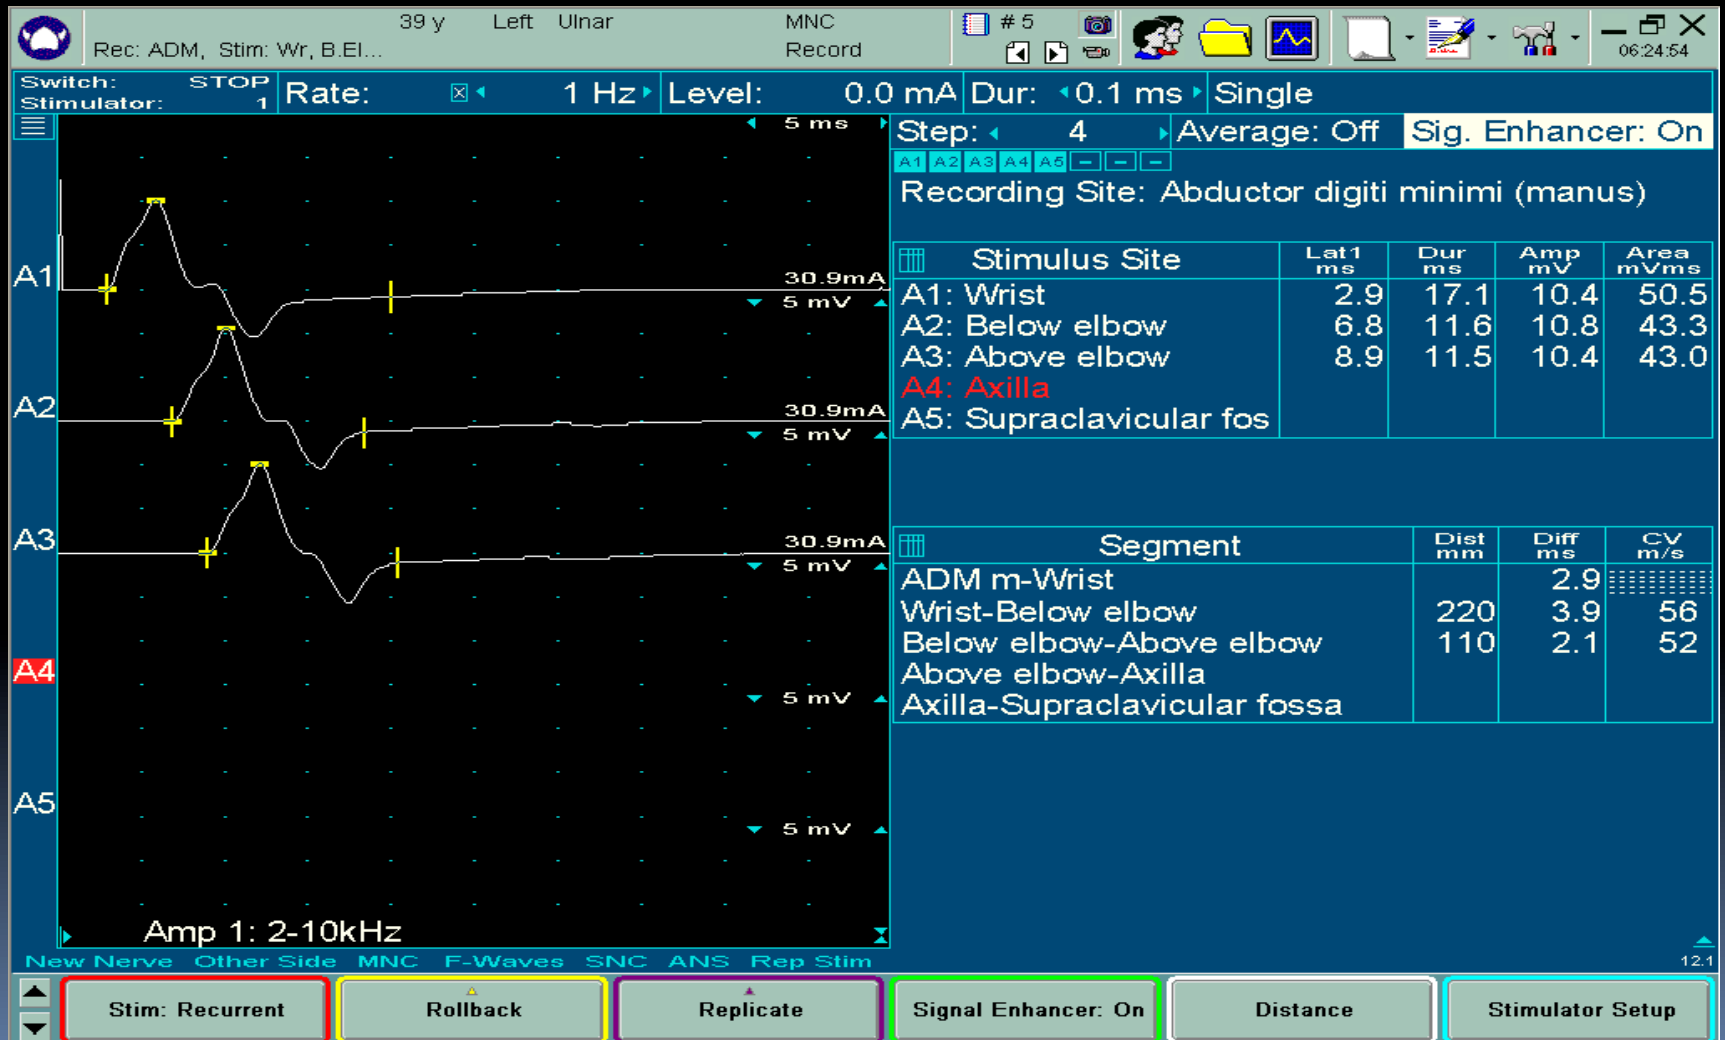 39 y Left Ulnar MNC # 5
Rec: ADM, Stim: Wr, B.El... Record 06:24:54
Switch: STOP
Stimulator: 1
Rate: 1 Hz Level: 0.0 mA Dur: 0.1 ms Single
5 ms
Step: 4 Average: Off Sig. Enhancer: On
A1 A2 A3 A4 A5 – – –
Recording Site: Abductor digiti minimi (manus)
Stimulus Site Lat1 ms Dur ms Amp mV Area mVms
A1: Wrist 2.9 17.1 10.4 50.5
A2: Below elbow 6.8 11.6 10.8 43.3
A3: Above elbow 8.9 11.5 10.4 43.0
A4: Axilla
A5: Supraclavicular fos
Segment Dist mm Diff ms CV m/s
ADM m-Wrist 2.9
Wrist-Below elbow 220 3.9 56
Below elbow-Above elbow 110 2.1 52
Above elbow-Axilla
Axilla-Supraclavicular fossa
A1 30.9mA
5 mV
A2 30.9mA
5 mV
A3 30.9mA
5 mV
A4
5 mV
A5
5 mV
Amp 1: 2-10kHz
New Nerve Other Side MNC F-Waves SNC ANS Rep Stim
12.1
Stim: Recurrent Rollback Replicate Signal Enhancer: On Distance Stimulator Setup